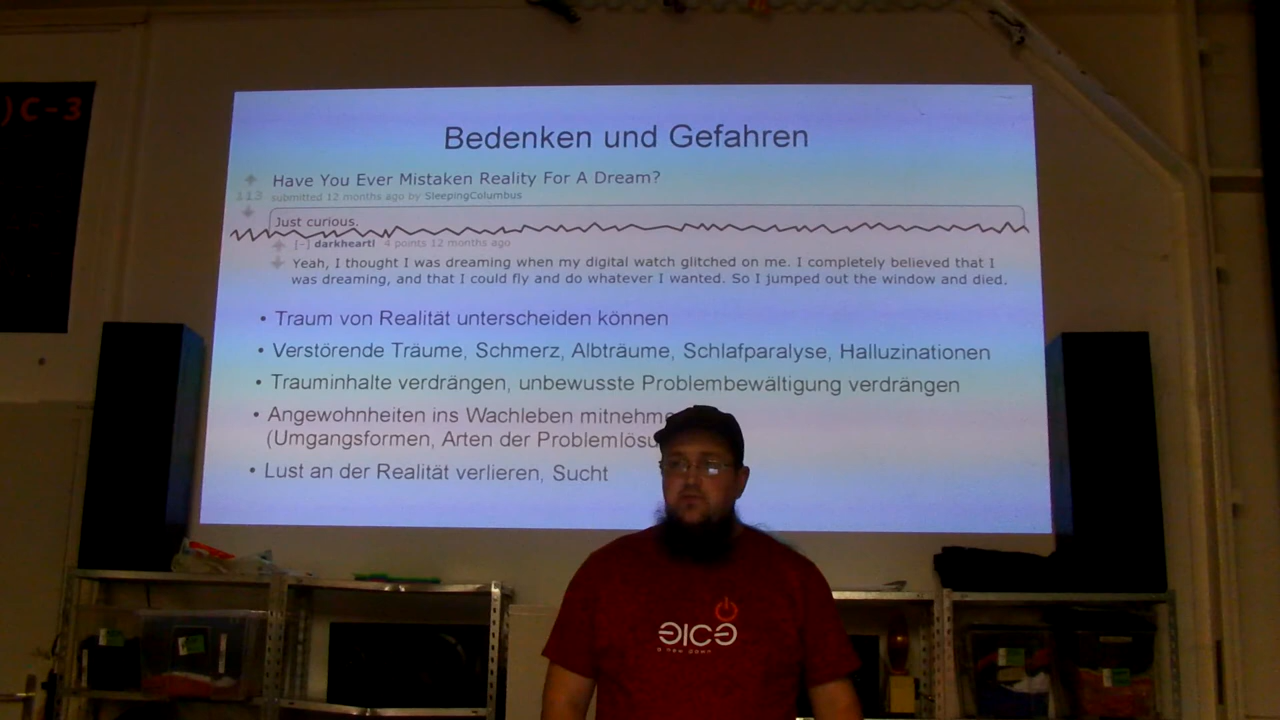 )C-3
Bedenken und Gefahren
Have You Ever Mistaken Reality For A Dream?
113 submitted 12 months ago by SleepingColumbus
Just curious.
[-] darkheartl 4 points 12 months ago
Yeah, I thought I was dreaming when my digital watch glitched on me. I completely believed that I
was dreaming, and that I could fly and do whatever I wanted. So I jumped out the window and died.
• Traum von Realität unterscheiden können
• Verstörende Träume, Schmerz, Albträume, Schlafparalyse, Halluzinationen
• Trauminhalte verdrängen, unbewusste Problembewältigung verdrängen
• Angewohnheiten ins Wachleben mitnehme
(Umgangsformen, Arten der Problemlösu
• Lust an der Realität verlieren, Sucht
a new dawn